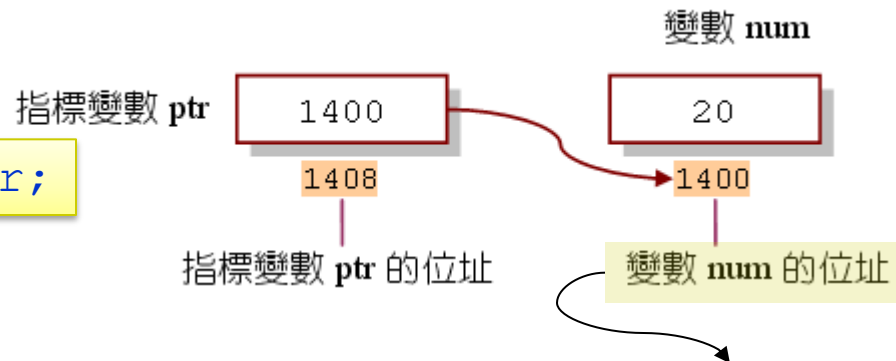 變數 num
指標變數 ptr
1400
20
r;
1408
1400
指標變數 ptr 的位址
變數 num 的位址